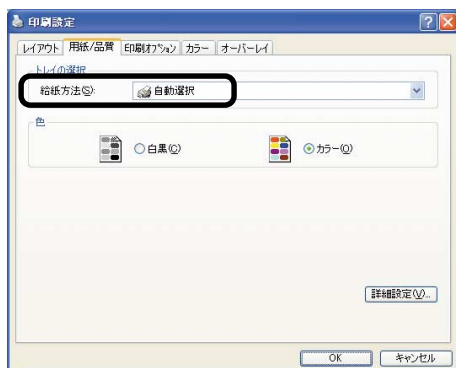 印刷設定
レイアウト 用紙/品質 印刷オプション カラー オーバーレイ
トレイの選択
給紙方法(S): 自動選択
色
白黒(C) カラー(O)
詳細設定(V)...
OK キャンセル